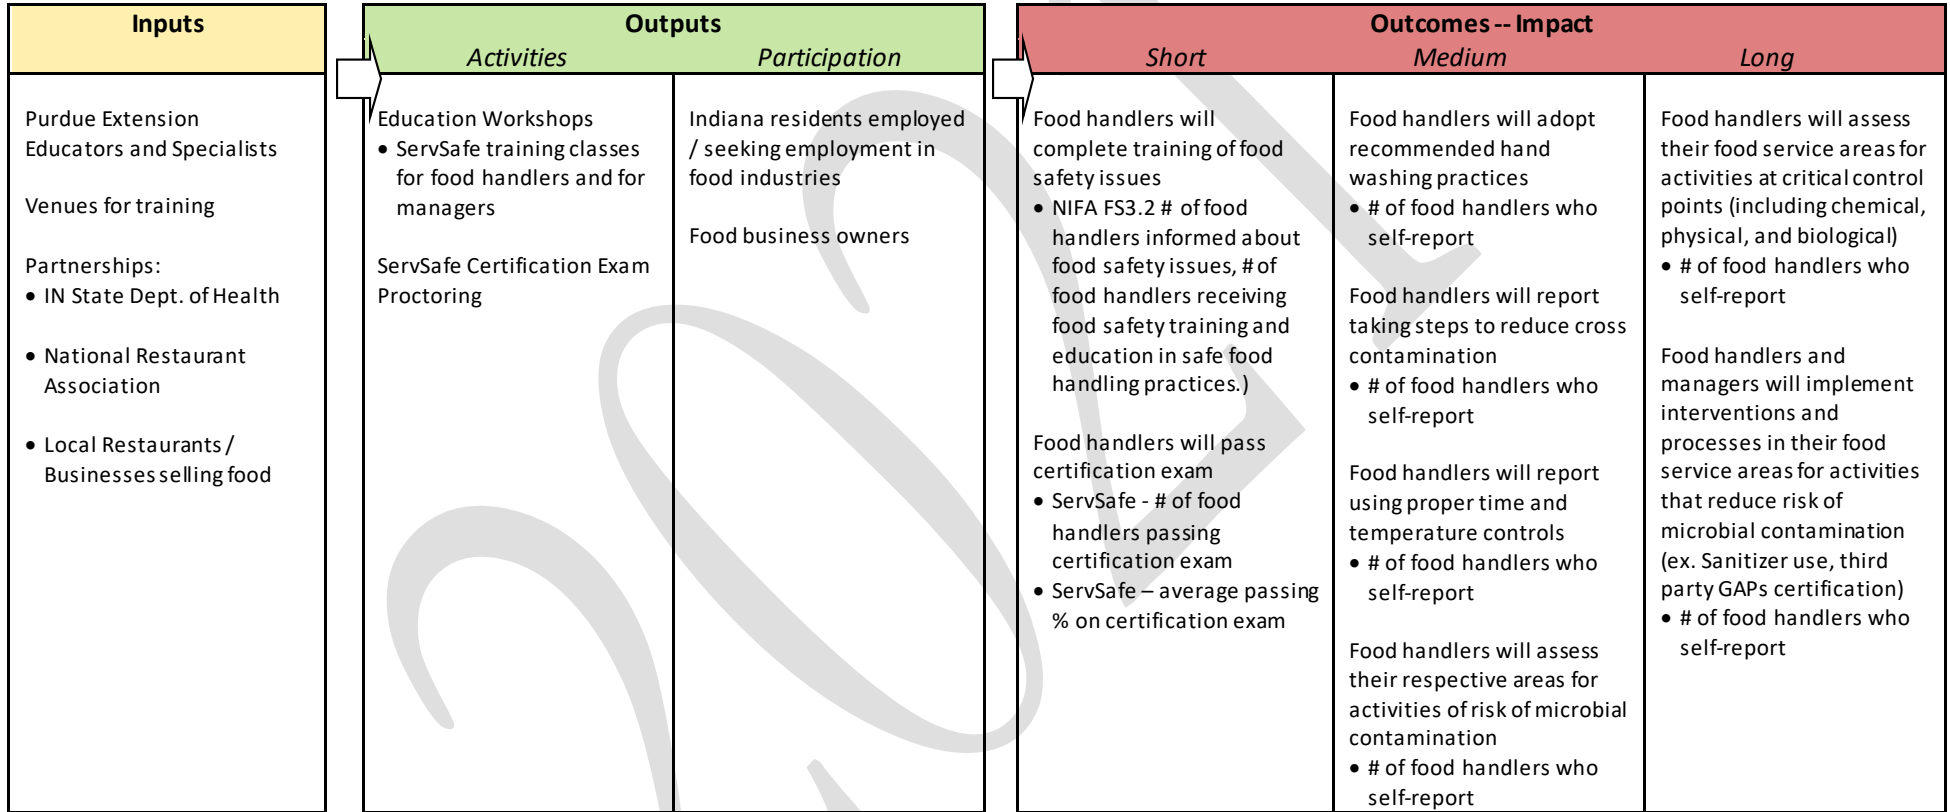 Inputs
Purdue Extension
Educators and Specialists
Venues for training
Partnerships:
• IN State Dept. of Health
• National Restaurant
Association
• Local Restaurants /
Businesses selling food
Outputs
Activities
Participation
Education Workshops
• ServSafe training classes
for food handlers and for
managers
ServSafe Certification Exam
Proctoring
Indiana residents employed
/ seeking employment in
food industries
Food business owners
Outcomes -- Impact
Short
Medium
Long
Food handlers will
complete training of food
safety issues
• NIFA FS3.2 # of food
handlers informed about
food safety issues, # of
food handlers receiving
food safety training and
education in safe food
handling practices.)
Food handlers will pass
certification exam
• ServSafe - # of food
handlers passing
certification exam
• ServSafe – average passing
% on certification exam
Food handlers will adopt
recommended hand
washing practices
• # of food handlers who
self-report
Food handlers will report
taking steps to reduce cross
contamination
• # of food handlers who
self-report
Food handlers will report
using proper time and
temperature controls
• # of food handlers who
self-report
Food handlers will assess
their respective areas for
activities of risk of microbial
contamination
• # of food handlers who
self-report
Food handlers will assess
their food service areas for
activities at critical control
points (including chemical,
physical, and biological)
• # of food handlers who
self-report
Food handlers and
managers will implement
interventions and
processes in their food
service areas for activities
that reduce risk of
microbial contamination
(ex. Sanitizer use, third
party GAPs certification)
• # of food handlers who
self-report